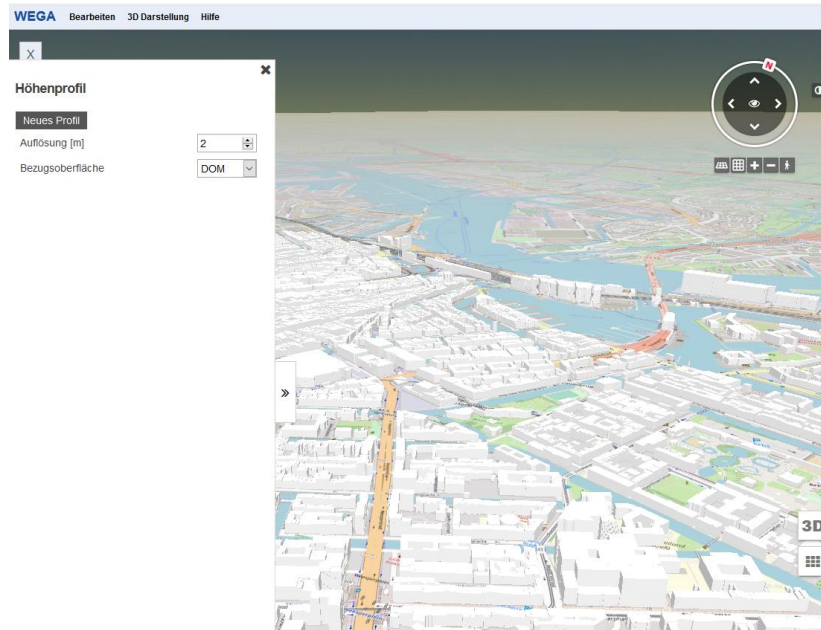 WEGA Bearbeiten 3D Darstellung Hilfe
X
Höhenprofil
Neues Profil
Auflösung [m] 2
Bezugsoberfläche DOM
N
3D